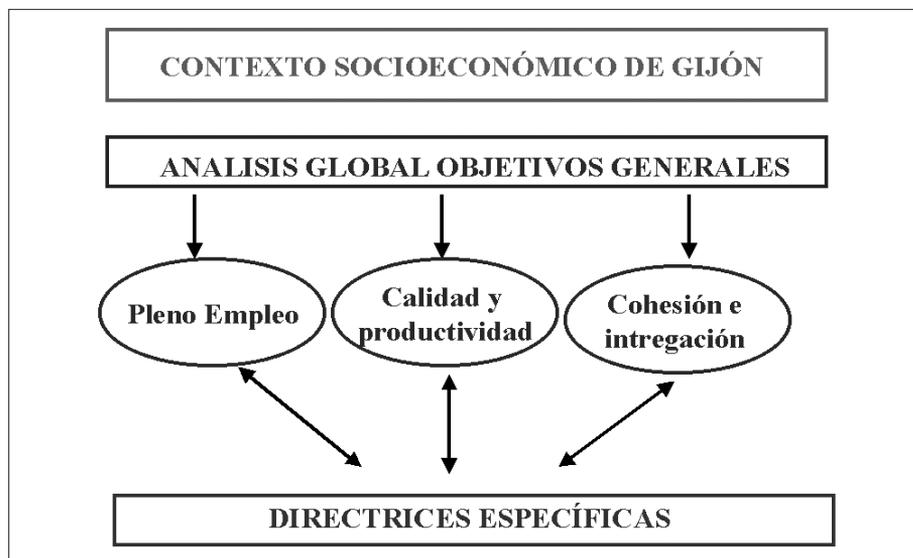 CONTEXTO SOCIOECONÓMICO DE GIJÓN
ANALISIS GLOBAL OBJETIVOS GENERALES
Pleno Empleo
Calidad y
productividad
Cohesión e
intregación
DIRECTRICES ESPECÍFICAS